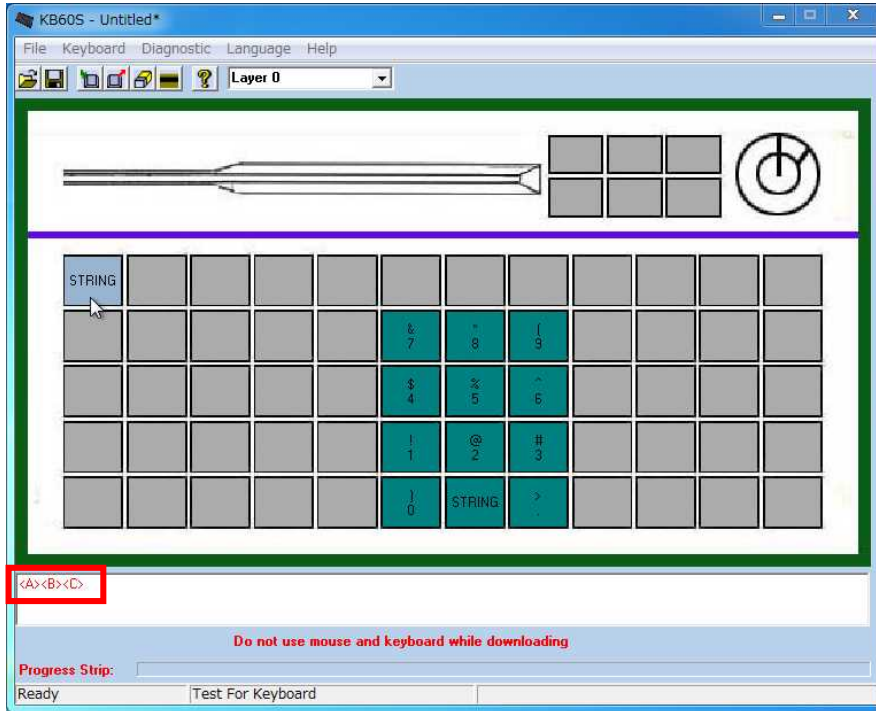 KB60S - Untitled*
File Keyboard Diagnostic Language Help
Layer 0
STRING
& * (
7 8 9
$ % ^
4 5 6
! @ #
1 2 3
) STRING >
0 .
<A><B><C>
Do not use mouse and keyboard while downloading
Progress Strip:
Ready Test For Keyboard